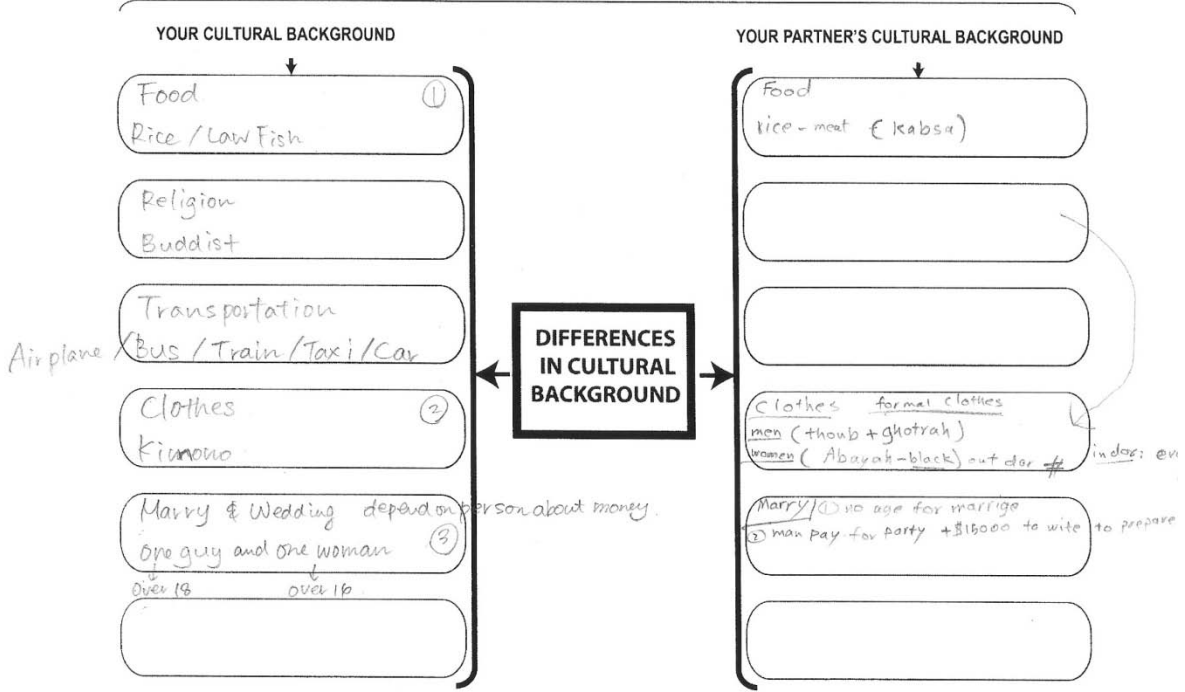 YOUR CULTURAL BACKGROUND
Food ①
Rice / Law Fish
Religion
Buddist
Transportation
Airplane / Bus / Train / Taxi / Car
Clothes ②
Kimono
Marry & Wedding depend on person about money.
one guy and one woman ③
over 18 over 16
DIFFERENCES
IN CULTURAL
BACKGROUND
YOUR PARTNER'S CULTURAL BACKGROUND
Food
rice - meat (kabsa)
Clothes formal clothes
men (thoub + ghotrah)
women (Abayah-black) out dor # indor:
Marry ① no age for marrige
② man pay for party + $15000 to wife to prepare